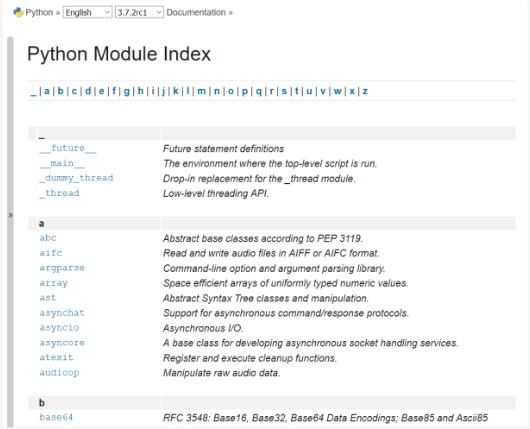 Python » English 3.7.2rc1 Documentation »
Python Module Index
_ | a | b | c | d | e | f | g | h | i | j | k | l | m | n | o | p | q | r | s | t | u | v | w | x | z
_
__future__ Future statement definitions
__main__ The environment where the top-level script is run.
_dummy_thread Drop-in replacement for the _thread module.
_thread Low-level threading API.
»
a
abc Abstract base classes according to PEP 3119.
aifc Read and write audio files in AIFF or AIFC format.
argparse Command-line option and argument parsing library.
array Space efficient arrays of uniformly typed numeric values.
ast Abstract Syntax Tree classes and manipulation.
asynchat Support for asynchronous command/response protocols.
asyncio Asynchronous I/O.
asyncore A base class for developing asynchronous socket handling services.
atexit Register and execute cleanup functions.
audioop Manipulate raw audio data.
b
base64 RFC 3548: Base16, Base32, Base64 Data Encodings; Base85 and Ascii85